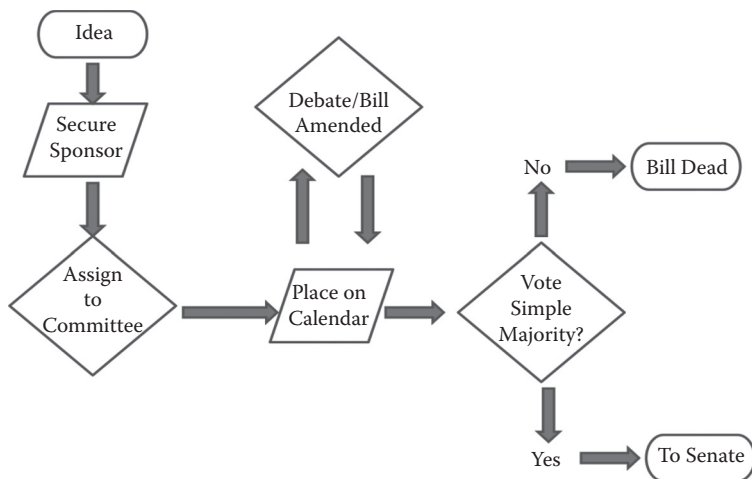 Idea
Secure
Sponsor
Assign
to
Committee
Debate/Bill
Amended
Place on
Calendar
Vote
Simple
Majority?
No
Bill Dead
Yes
To Senate